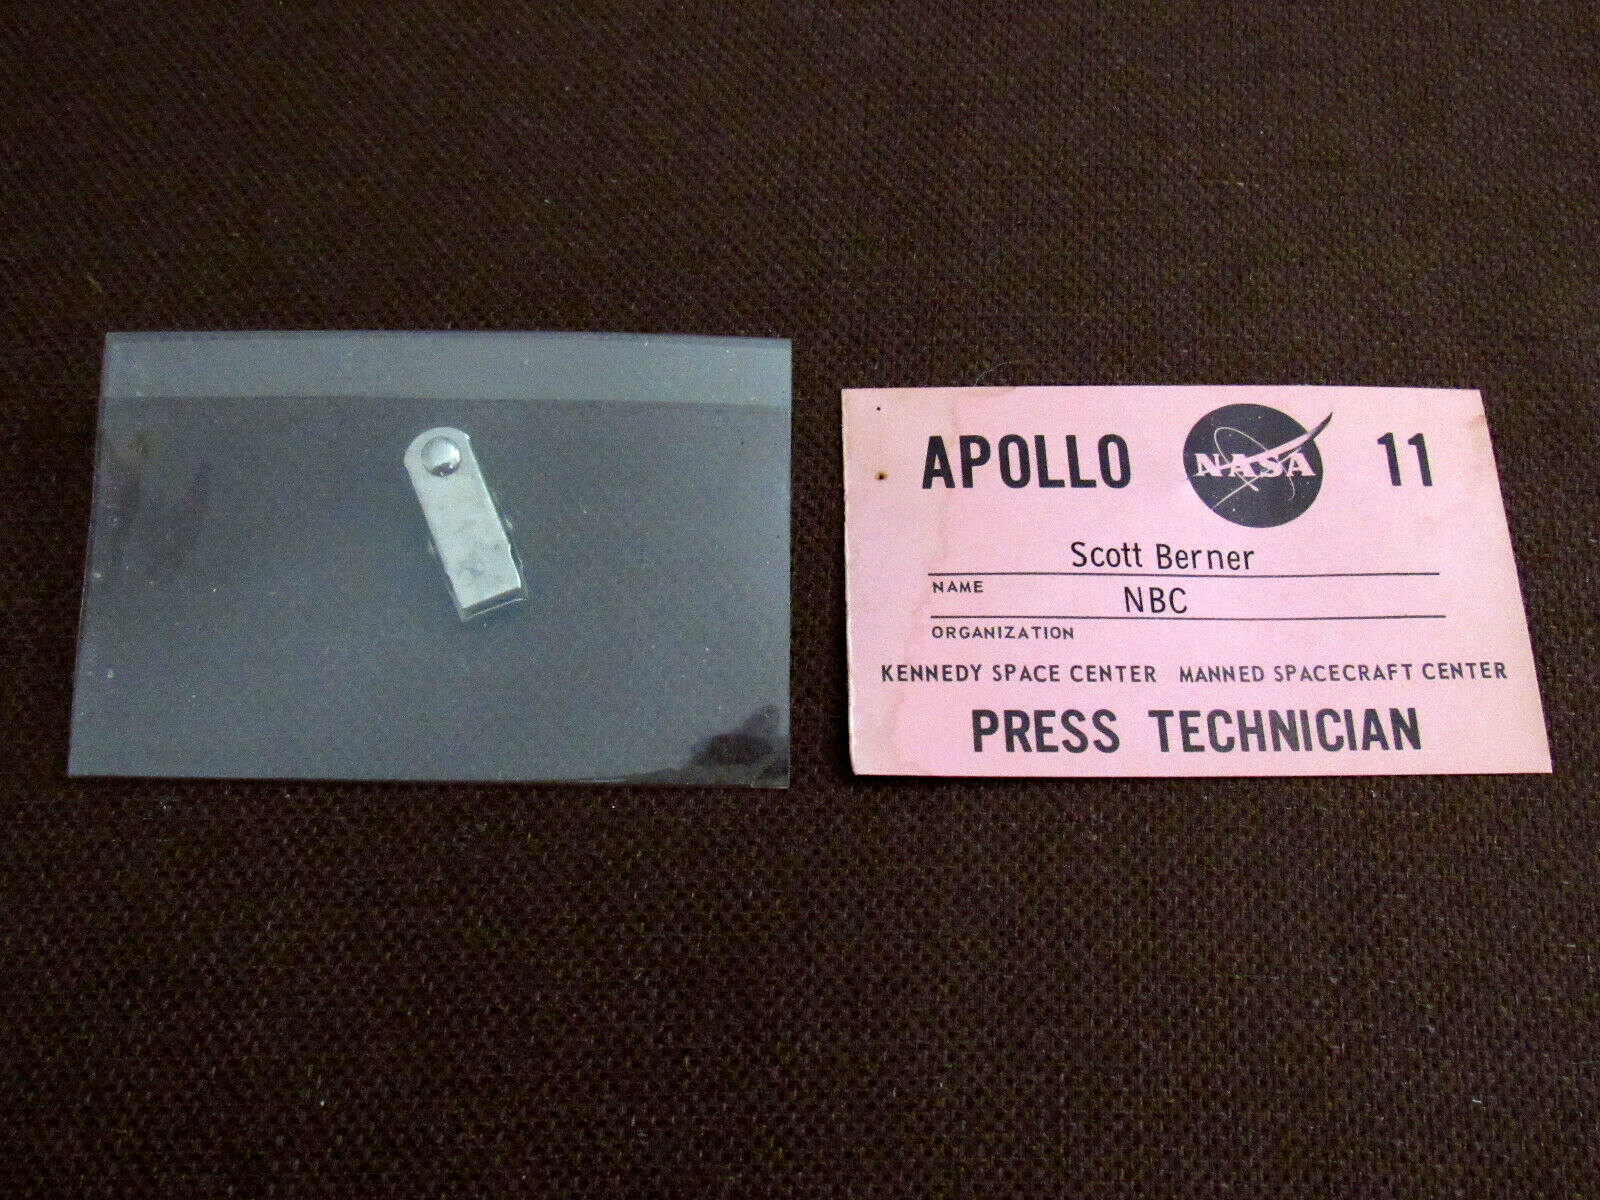 APOLLO NASA 11
Scott Berner
NAME
NBC
ORGANIZATION
KENNEDY SPACE CENTER MANNED SPACECRAFT CENTER
PRESS TECHNICIAN